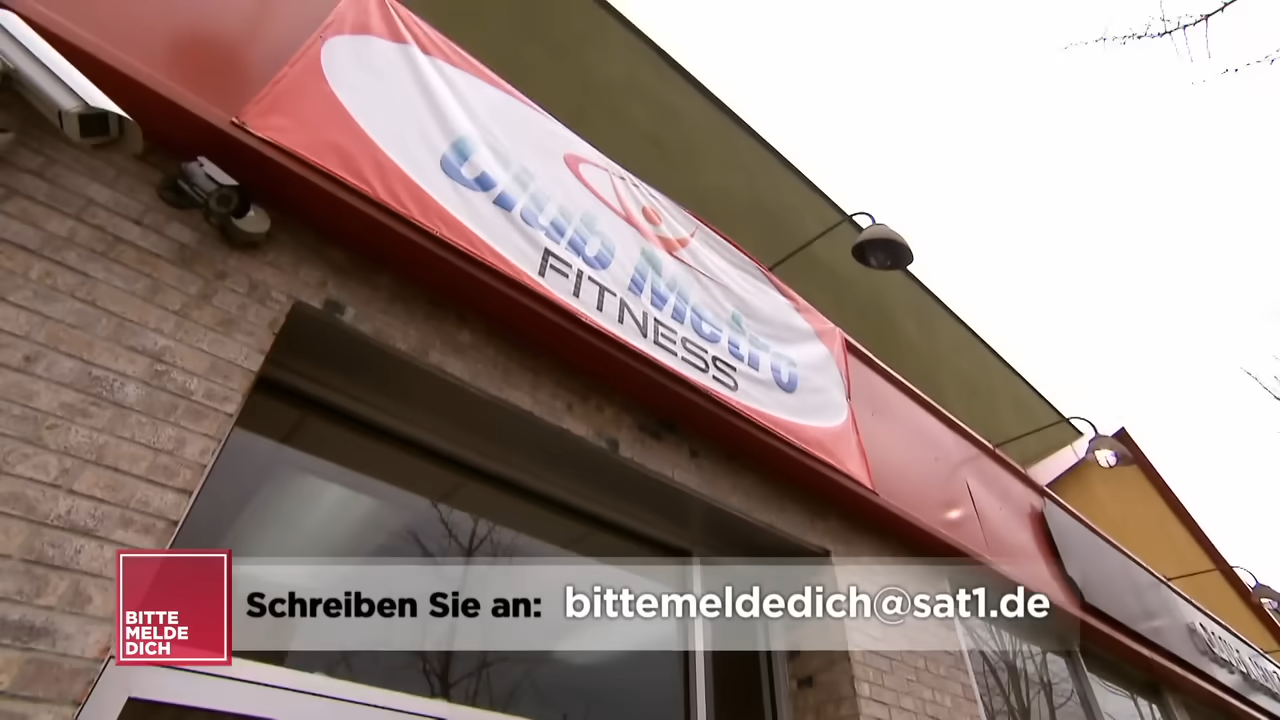 Club Metro
FITNESS
BITTE
MELDE
DICH
Schreiben Sie an: bittemeldedich@sat1.de